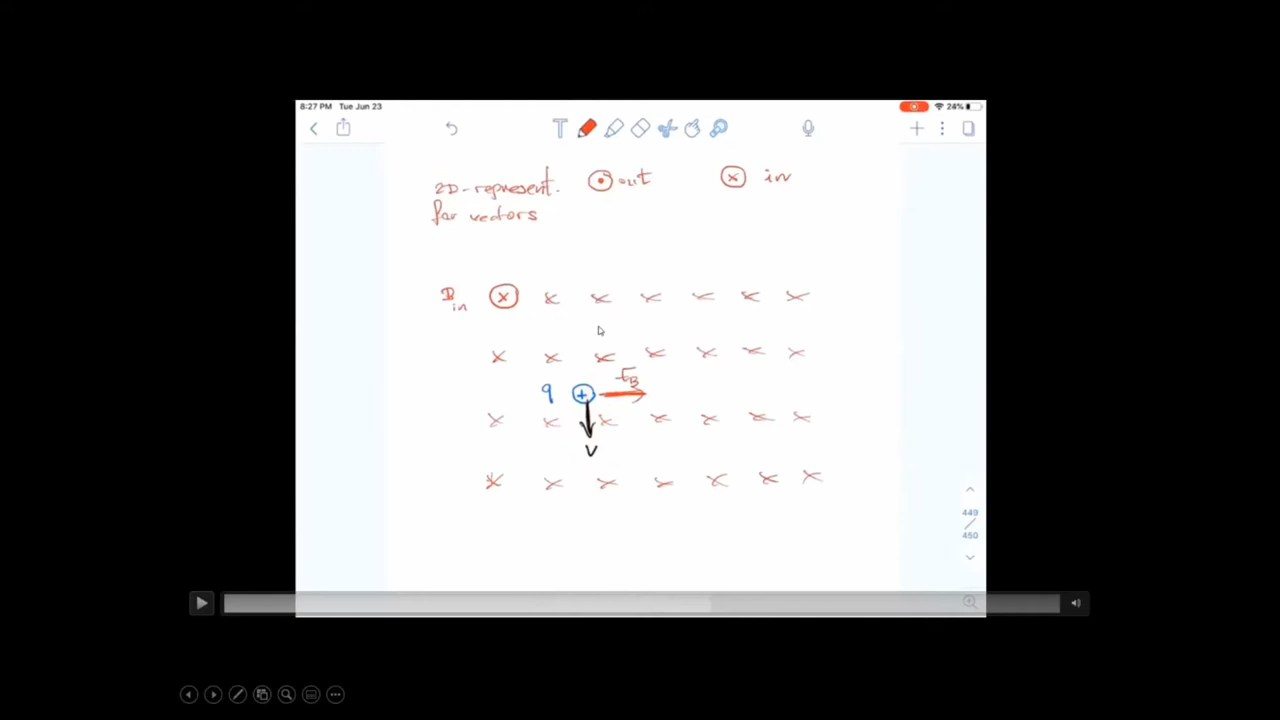 8:27 PM Tue Jun 23
24%
T
2D-represent. out x in
for vectors
B x x x x x x x
in
x x x x x x x
F_B
q +
x x x x x x x
v
x x x x x x x
449
/
450